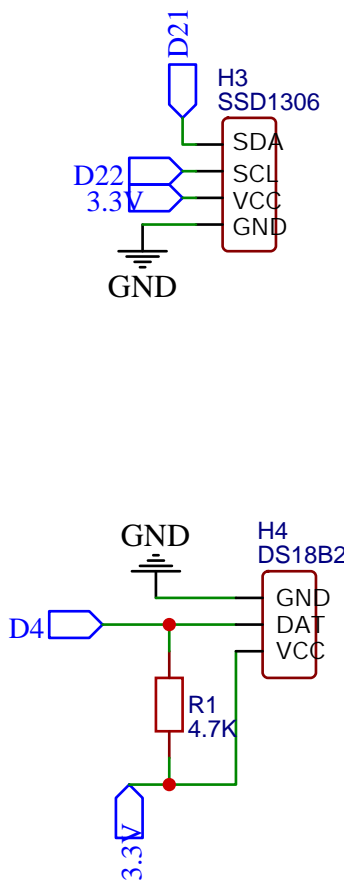 D21
H3
SSD1306
SDA
D22
SCL
3.3V
VCC
GND
GND
GND
H4
DS18B2
GND
D4
DAT
VCC
R1
4.7K
3.3V